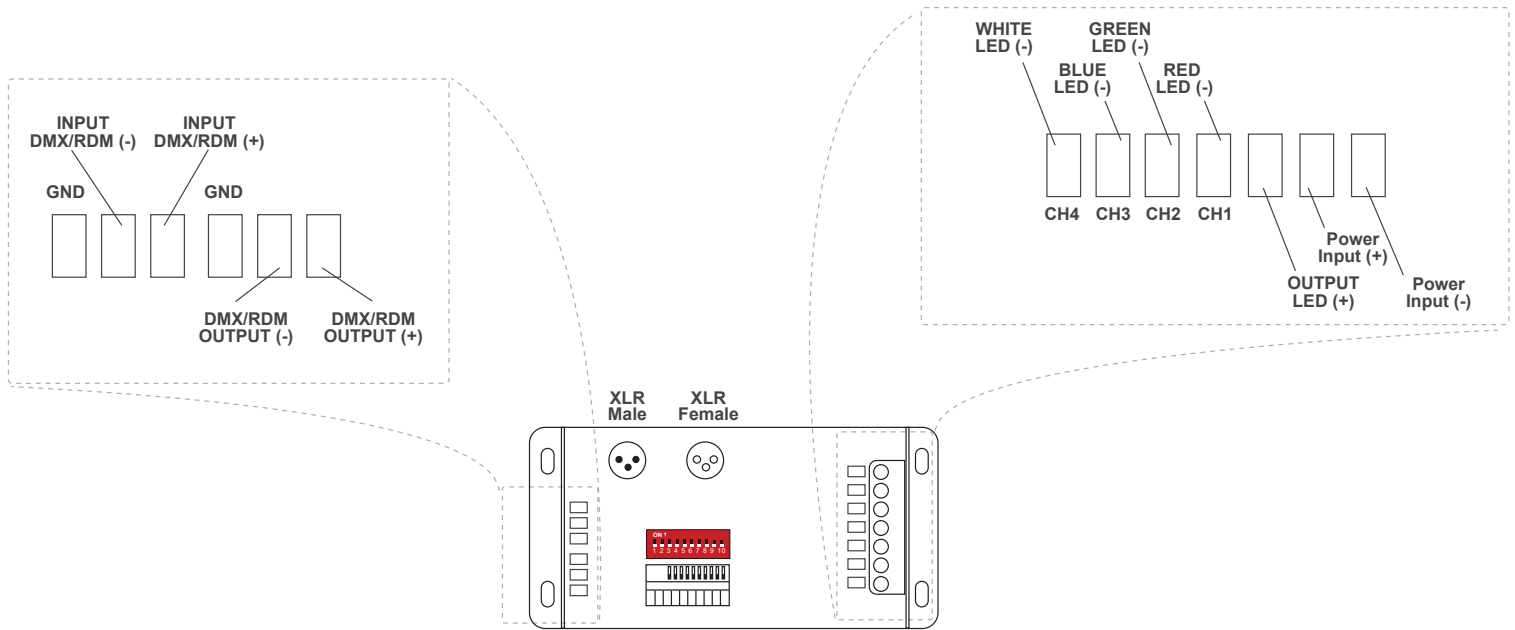 WHITE
LED (-)
GREEN
LED (-)
BLUE
LED (-)
RED
LED (-)
CH4 CH3 CH2 CH1
Power
Input (+)
OUTPUT
LED (+)
Power
Input (-)
INPUT
DMX/RDM (-)
INPUT
DMX/RDM (+)
GND
GND
DMX/RDM
OUTPUT (-)
DMX/RDM
OUTPUT (+)
XLR
Male
XLR
Female
ON ↑
1 2 3 4 5 6 7 8 9 10